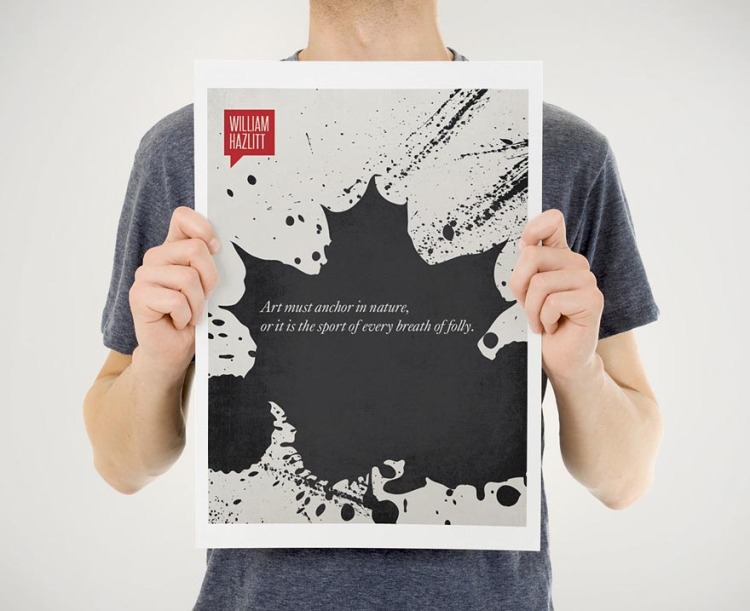 WILLIAM
HAZLITT
Art must anchor in nature,
or it is the sport of every breath of folly.